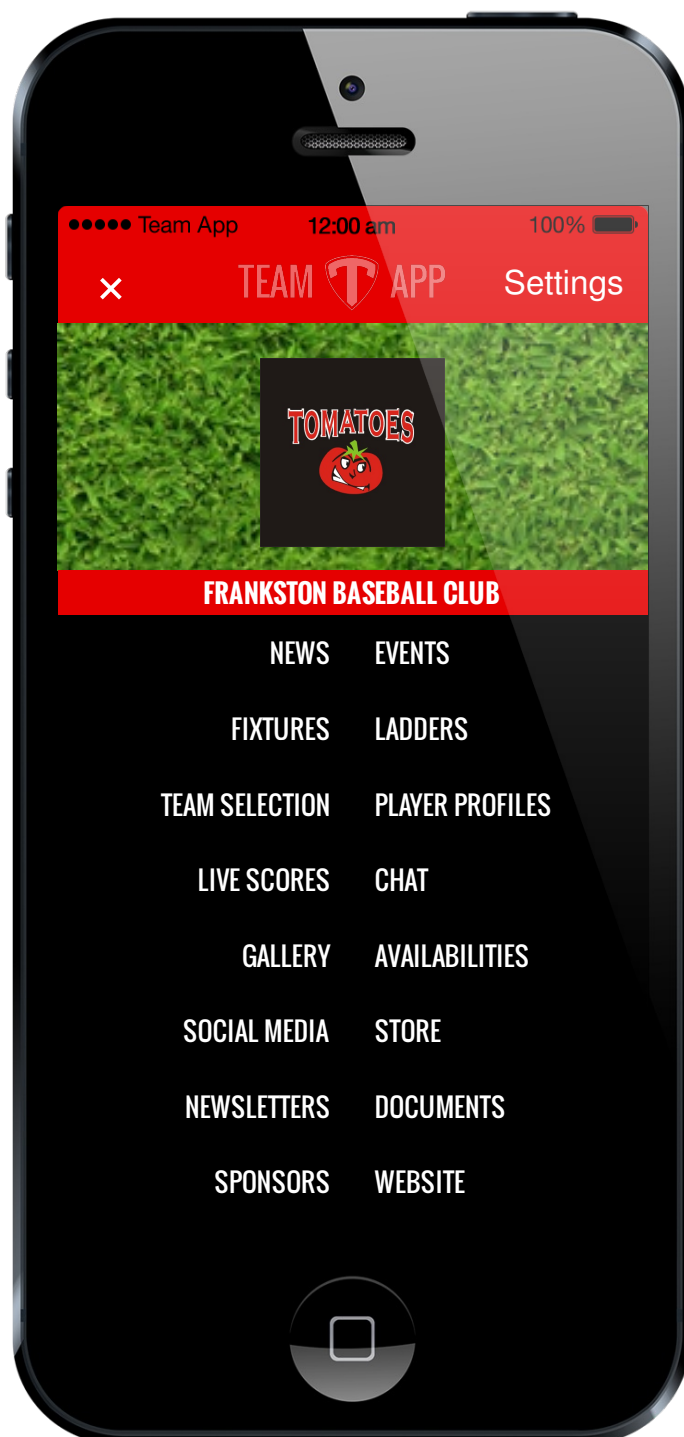 Team App 12:00 am 100%
× TEAM T APP Settings
TOMATOES
FRANKSTON BASEBALL CLUB
NEWS EVENTS
FIXTURES LADDERS
TEAM SELECTION PLAYER PROFILES
LIVE SCORES CHAT
GALLERY AVAILABILITIES
SOCIAL MEDIA STORE
NEWSLETTERS DOCUMENTS
SPONSORS WEBSITE